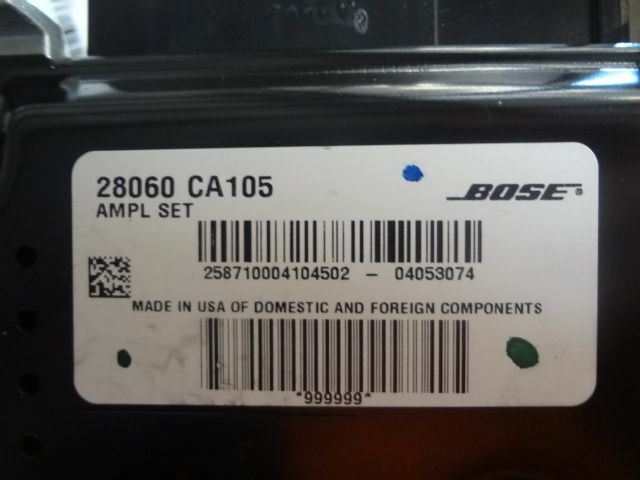 28060 CA105
BOSE®
AMPL SET
258710004104502 – 04053074
MADE IN USA OF DOMESTIC AND FOREIGN COMPONENTS
*999999*